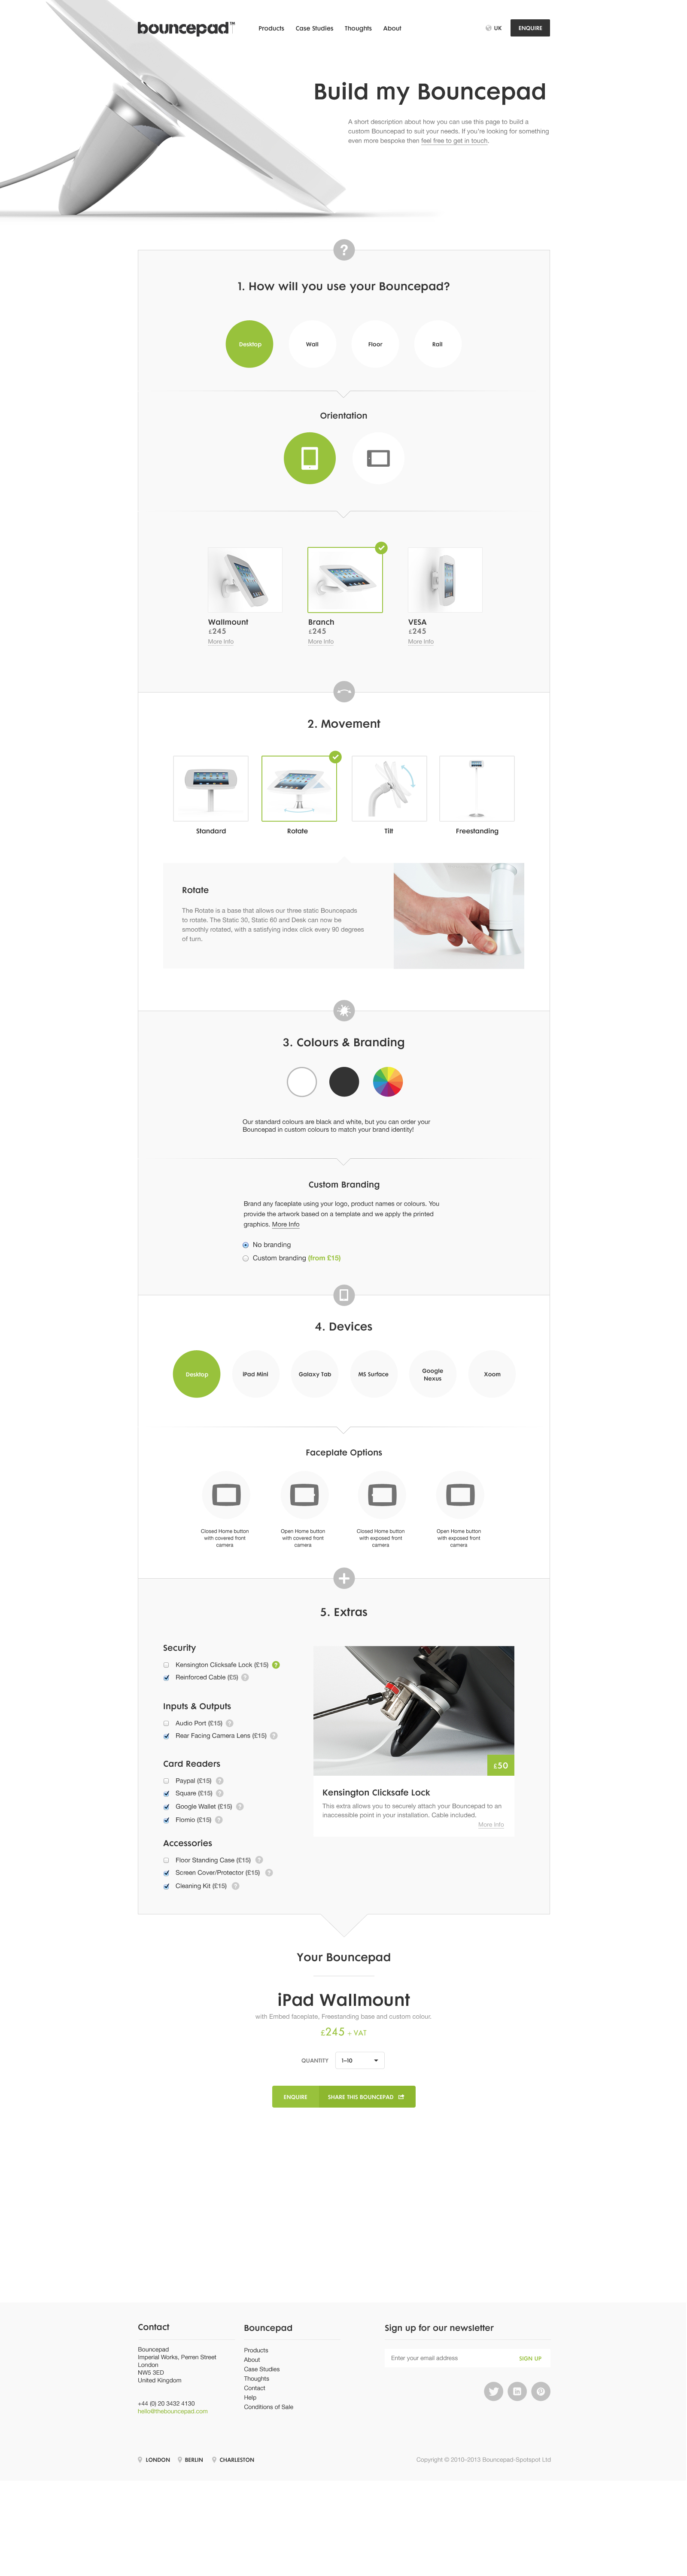 bouncepad™
Products Case Studies Thoughts About
UK ENQUIRE
Build my Bouncepad
A short description about how you can use this page to build a
custom Bouncepad to suit your needs. If you're looking for something
even more bespoke then feel free to get in touch.
?
1. How will you use your Bouncepad?
Desktop Wall Floor Rail
Orientation
Wallmount Branch VESA
£245 £245 £245
More Info More Info More Info
2. Movement
Standard Rotate Tilt Freestanding
Rotate
The Rotate is a base that allows our three static Bouncepads
to rotate. The Static 30, Static 60 and Desk can now be
smoothly rotated, with a satisfying index click every 90 degrees
of turn.
3. Colours & Branding
Our standard colours are black and white, but you can order your
Bouncepad in custom colours to match your brand identity!
Custom Branding
Brand any faceplate using your logo, product names or colours. You
provide the artwork based on a template and we apply the printed
graphics. More Info
No branding
Custom branding (from £15)
4. Devices
Desktop iPad Mini Galaxy Tab MS Surface Google Nexus Xoom
Faceplate Options
Closed Home button Open Home button Closed Home button Open Home button
with covered front with covered front with exposed front with exposed front
camera camera camera camera
5. Extras
Security
Kensington Clicksafe Lock (£15) ?
Reinforced Cable (£5) ?
Inputs & Outputs
Audio Port (£15) ?
Rear Facing Camera Lens (£15) ?
Card Readers
Paypal (£15) ?
Square (£15) ?
Google Wallet (£15) ?
Flomio (£15) ?
Accessories
Floor Standing Case (£15) ?
Screen Cover/Protector (£15) ?
Cleaning Kit (£15) ?
£50
Kensington Clicksafe Lock
This extra allows you to securely attach your Bouncepad to an
inaccessible point in your installation. Cable included.
More Info
Your Bouncepad
iPad Wallmount
with Embed faceplate, Freestanding base and custom colour.
£245 + VAT
QUANTITY 1-10
ENQUIRE SHARE THIS BOUNCEPAD
Contact
Bouncepad
Imperial Works, Perren Street
London
NW5 3ED
United Kingdom
+44 (0) 20 3432 4130
hello@thebouncepad.com
Bouncepad
Products
About
Case Studies
Thoughts
Contact
Help
Conditions of Sale
Sign up for our newsletter
Enter your email address SIGN UP
LONDON BERLIN CHARLESTON
Copyright © 2010-2013 Bouncepad-Spotspot Ltd